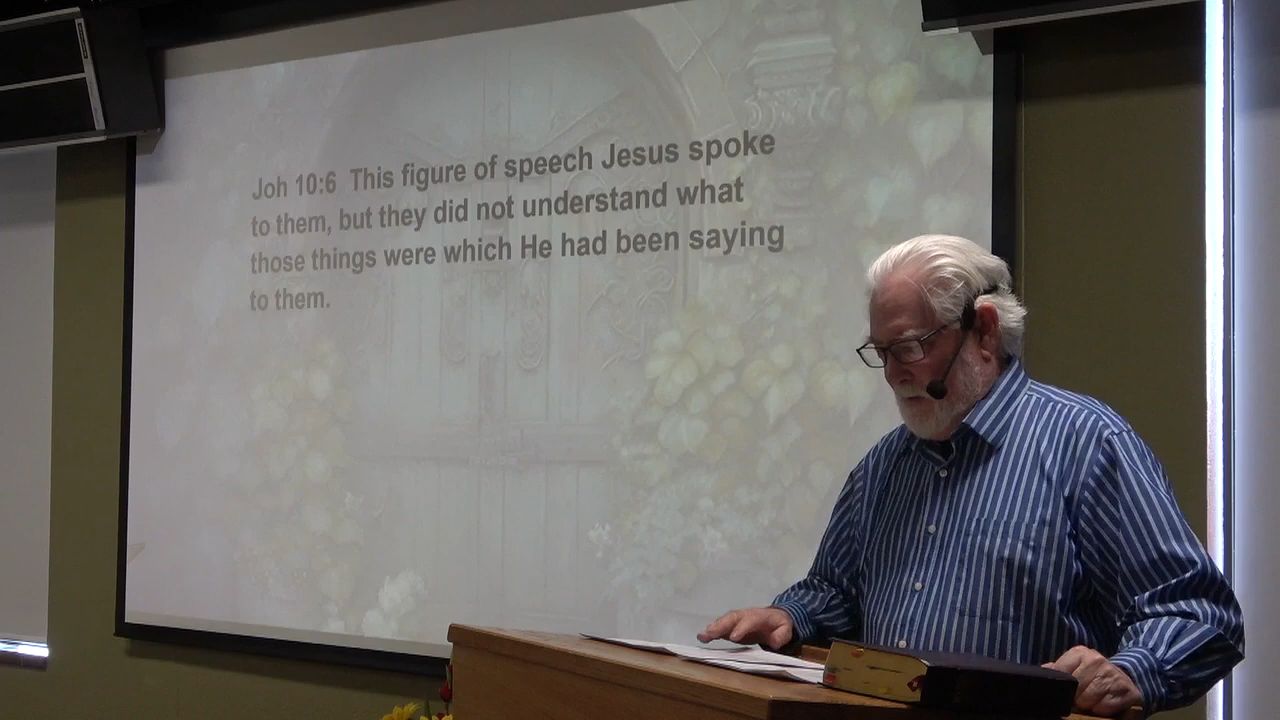 Joh 10:6 This figure of speech Jesus spoke
to them, but they did not understand what
those things were which He had been saying
to them.